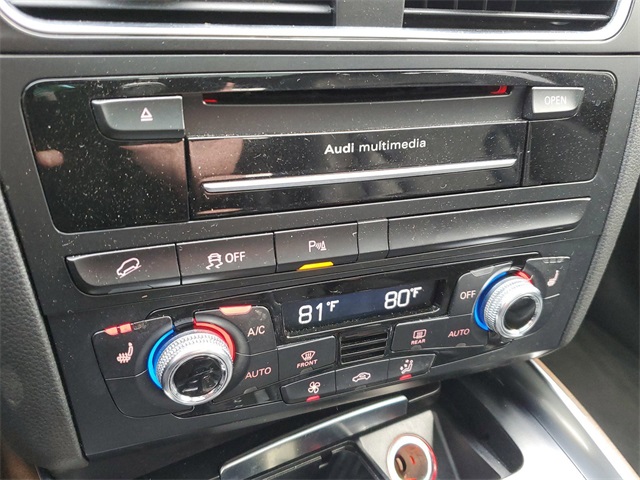 OPEN
Audi multimedia
OFF
P
81°F 80°F
OFF
A/C
AUTO
FRONT
REAR
AUTO